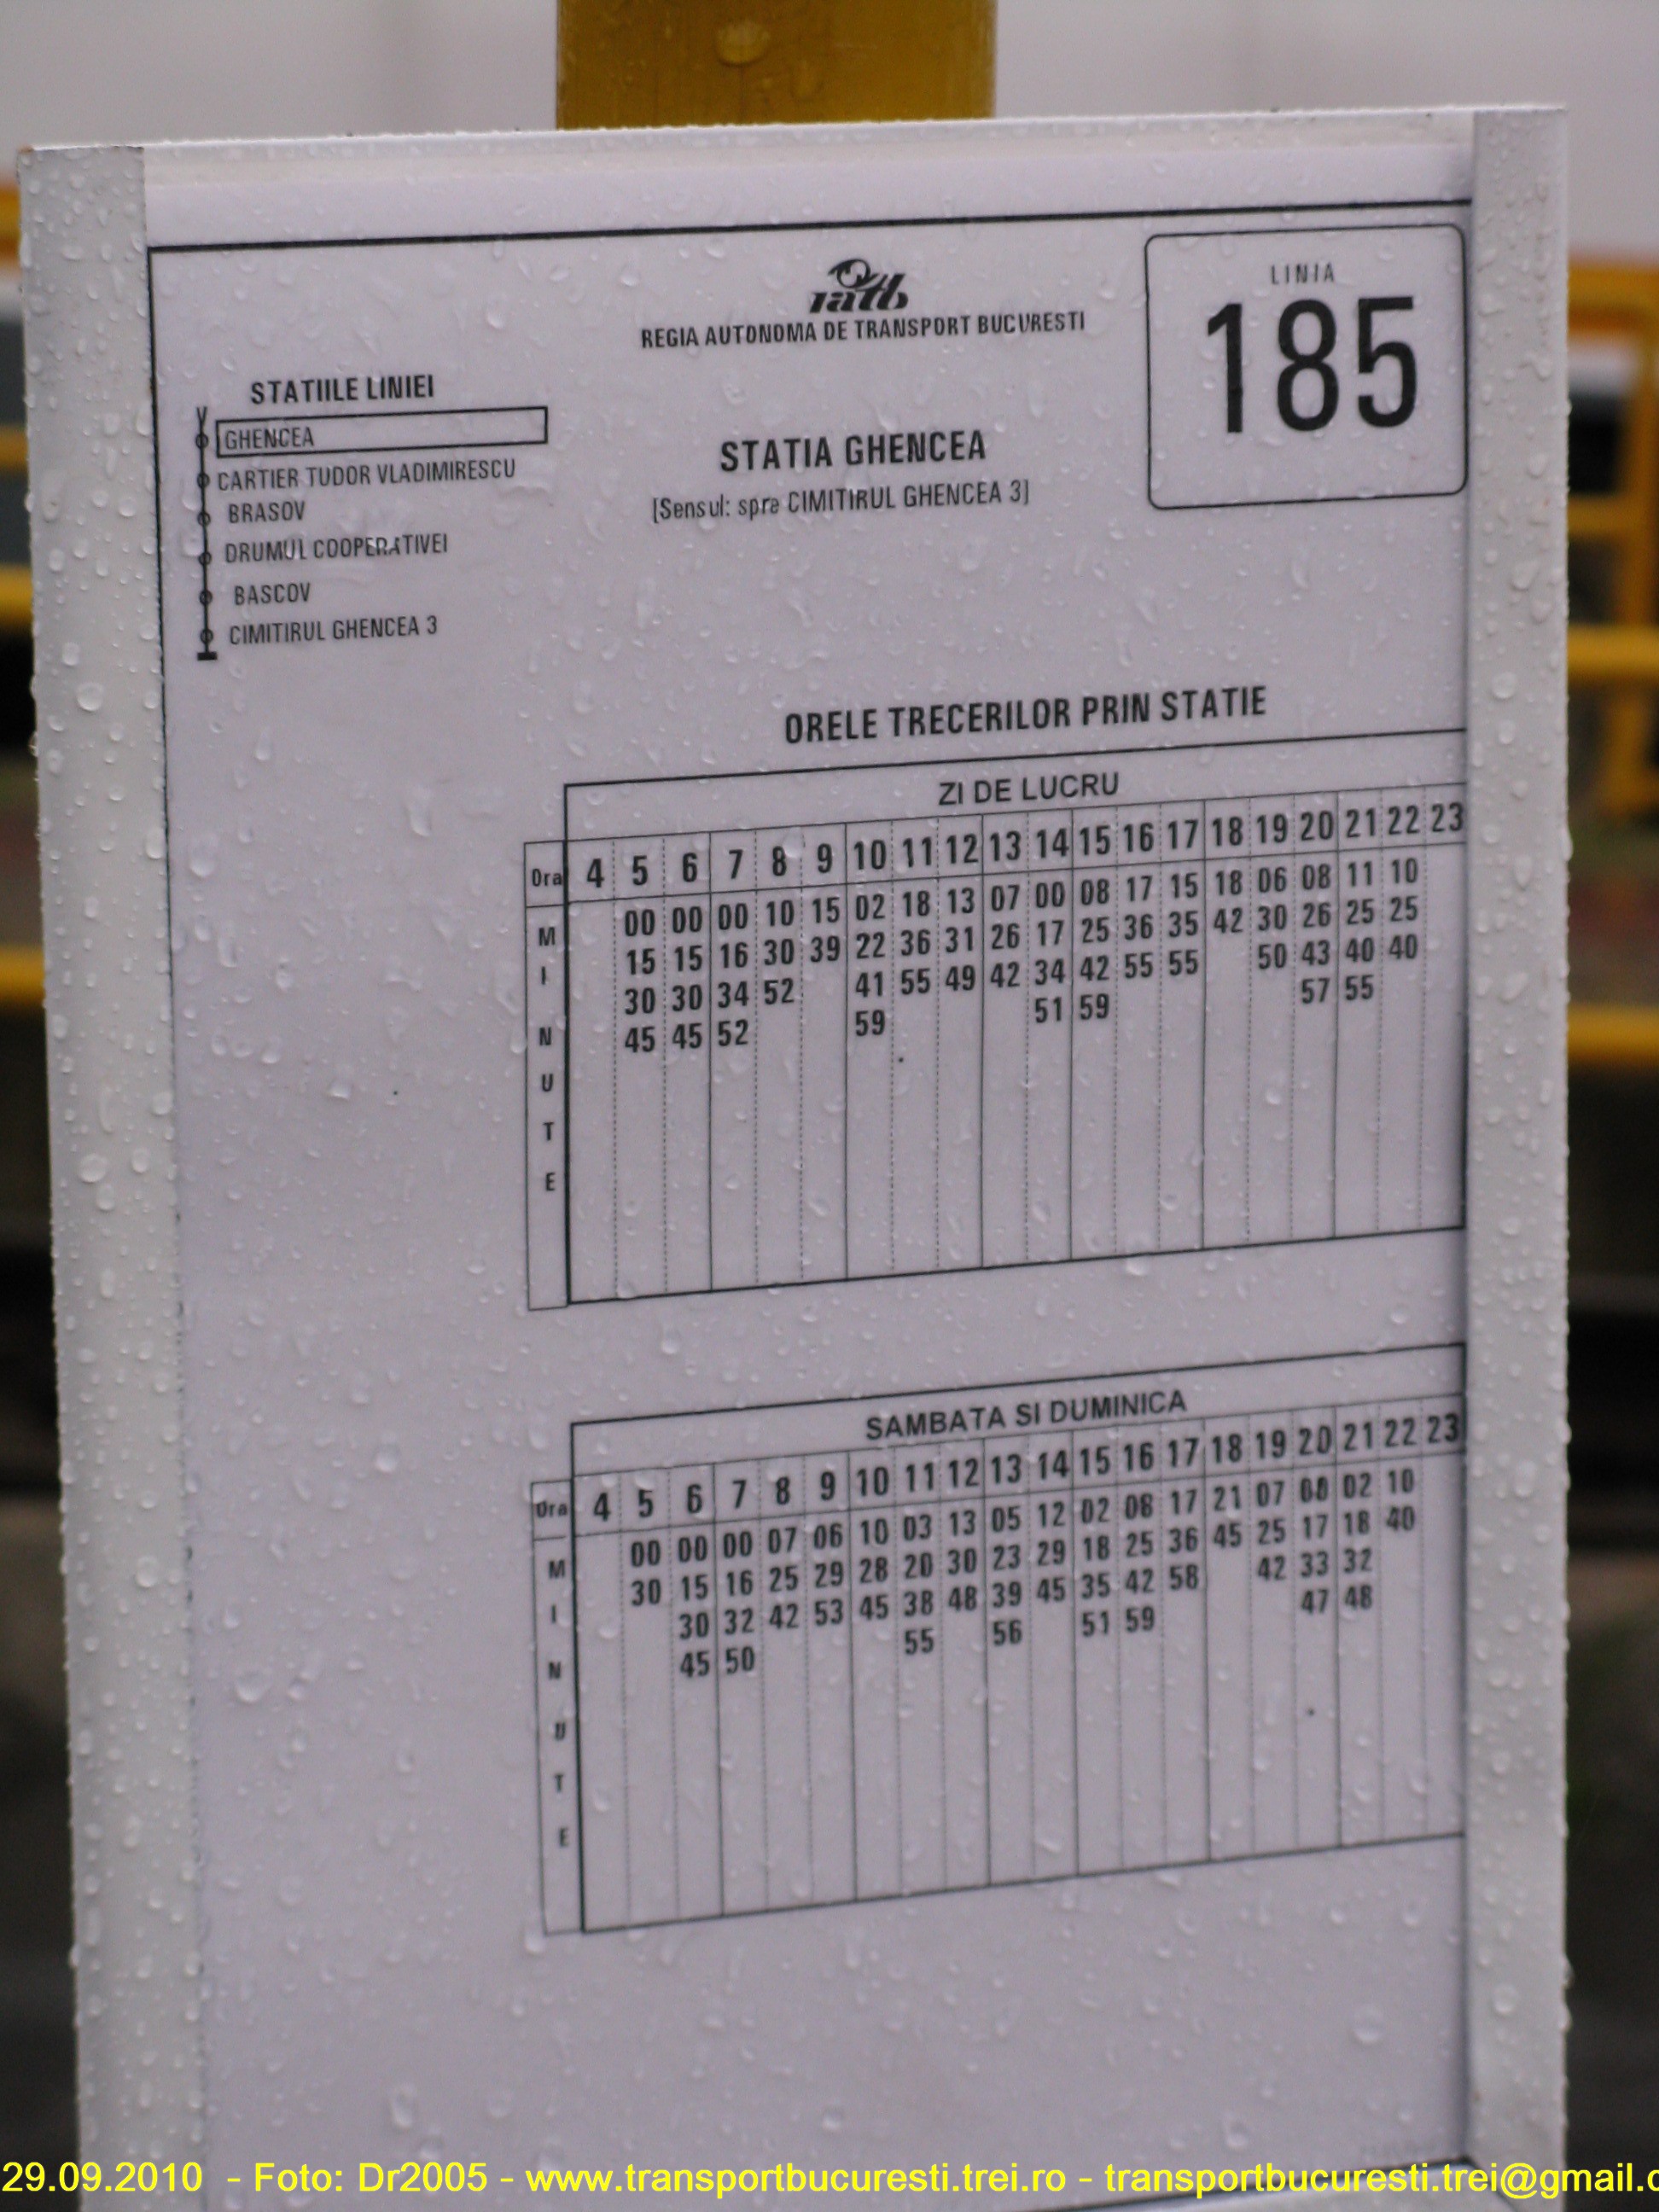 ratb
REGIA AUTONOMA DE TRANSPORT BUCURESTI
LINIA
185
STATIILE LINIEI
GHENCEA
CARTIER TUDOR VLADIMIRESCU
BRASOV
DRUMUL COOPERATIVEI
BASCOV
CIMITIRUL GHENCEA 3
STATIA GHENCEA
[Sensul: spre CIMITIRUL GHENCEA 3]
ORELE TRECERILOR PRIN STATIE
ZI DE LUCRU
Ora 4 5 6 7 8 9 10 11 12 13 14 15 16 17 18 19 20 21 22 23
MINUTE
00 00 00 10 15 02 18 13 07 00 08 17 15 18 06 08 11 10
15 15 16 30 39 22 36 31 26 17 25 36 35 42 30 26 25 25
30 30 34 52 41 55 49 42 34 42 55 55 50 43 40 40
45 45 52 59 51 59 57 55
SAMBATA SI DUMINICA
Ora 4 5 6 7 8 9 10 11 12 13 14 15 16 17 18 19 20 21 22 23
MINUTE
00 00 00 07 06 10 03 13 05 12 02 08 17 21 07 00 02 10
30 15 16 25 29 28 20 30 23 29 18 25 36 45 25 17 18 40
30 32 42 53 45 38 48 39 45 35 42 58 42 33 32
45 50 55 56 51 59 47 48
29.09.2010 - Foto: Dr2005 - www.transportbucuresti.trei.ro - transportbucuresti.trei@gmail.c